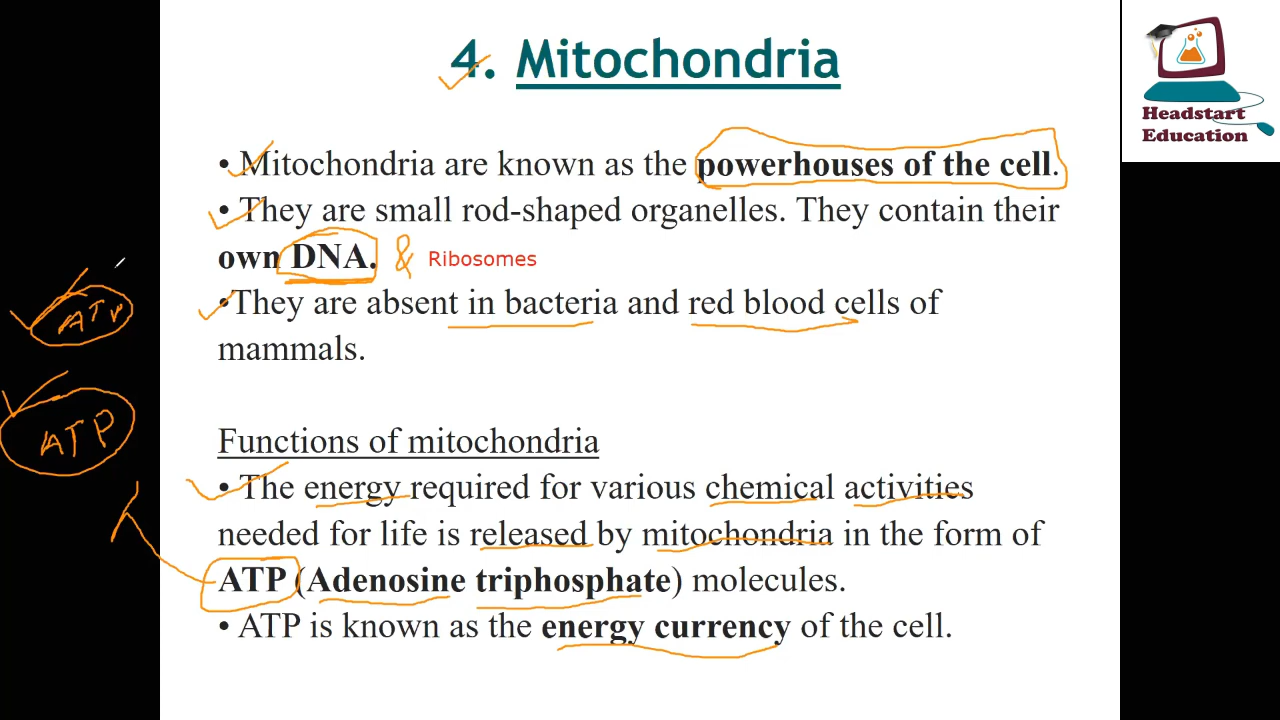 4. Mitochondria
Headstart
Education
• Mitochondria are known as the powerhouses of the cell.
• They are small rod-shaped organelles. They contain their
own DNA. & Ribosomes
•They are absent in bacteria and red blood cells of
mammals.
ATP
ATP
Functions of mitochondria
• The energy required for various chemical activities
needed for life is released by mitochondria in the form of
ATP (Adenosine triphosphate) molecules.
• ATP is known as the energy currency of the cell.